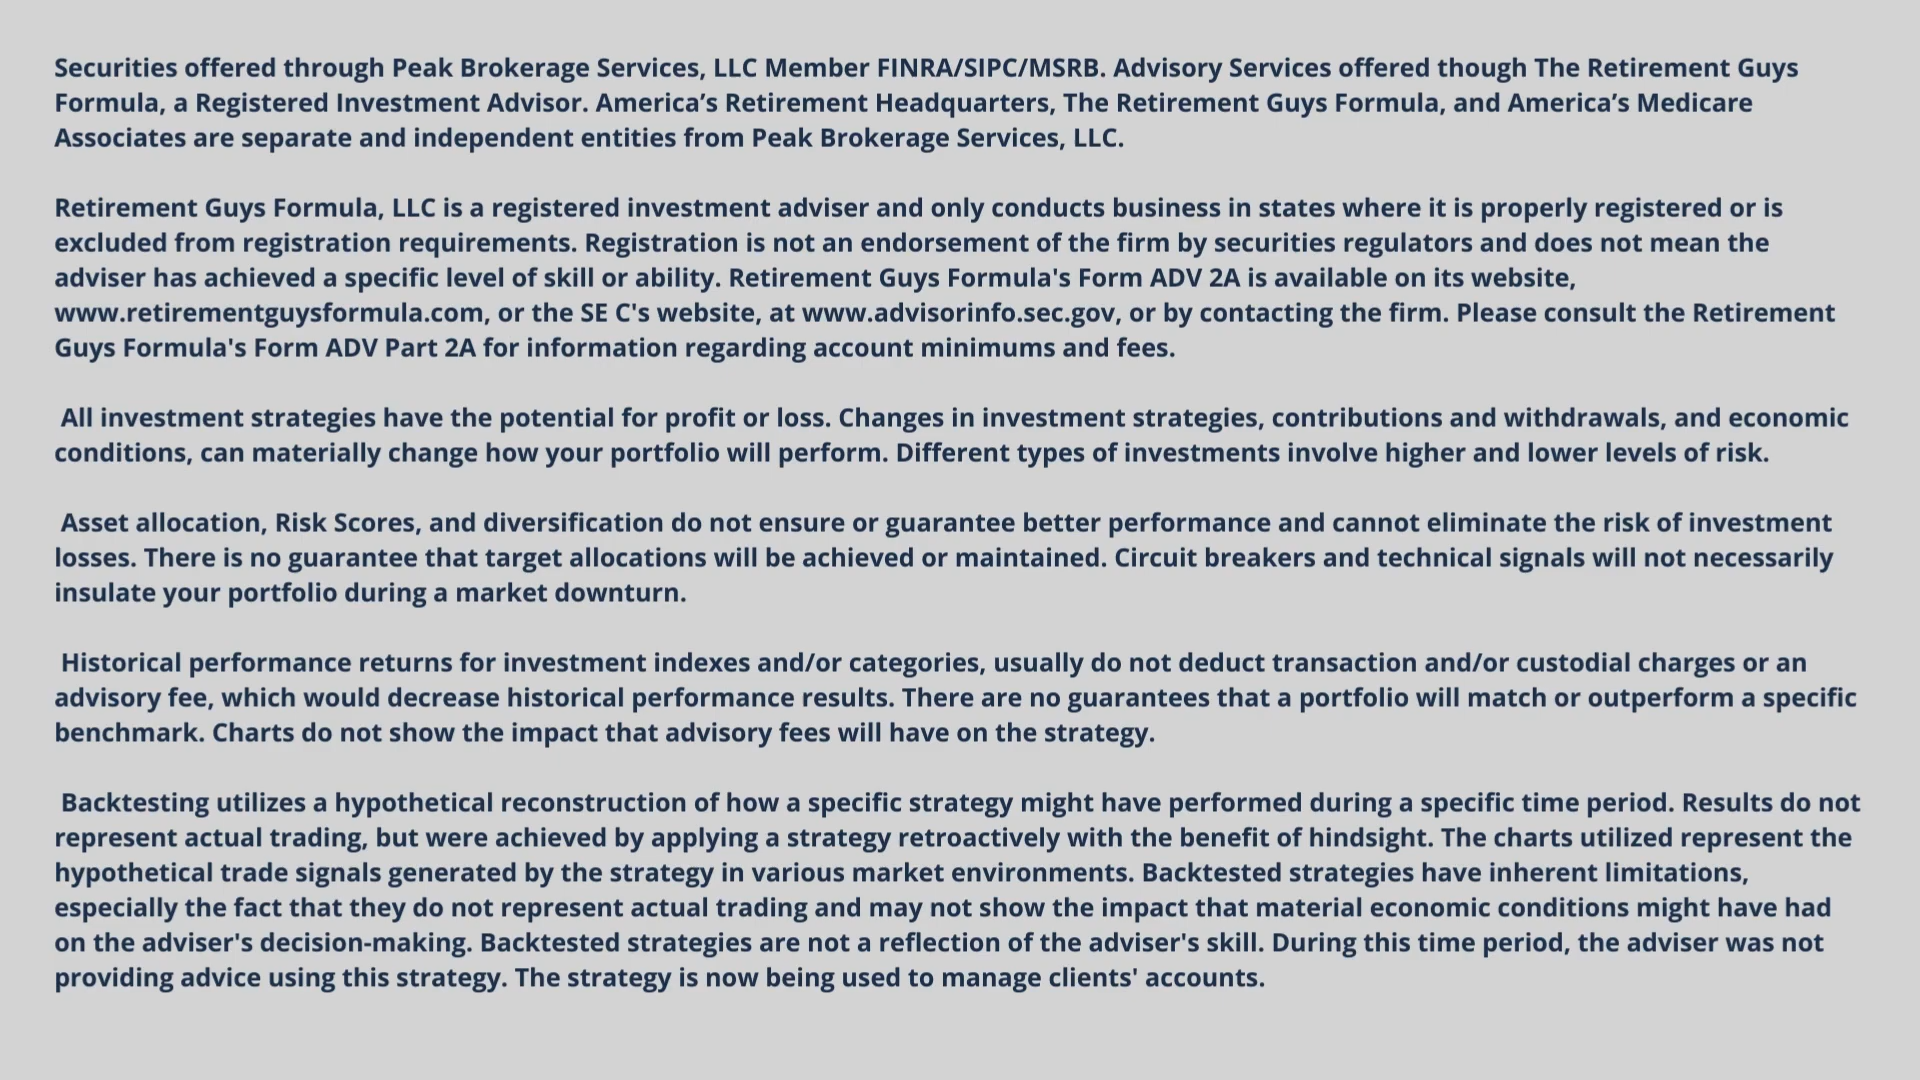 Securities offered through Peak Brokerage Services, LLC Member FINRA/SIPC/MSRB. Advisory Services offered though The Retirement Guys
Formula, a Registered Investment Advisor. America’s Retirement Headquarters, The Retirement Guys Formula, and America’s Medicare
Associates are separate and independent entities from Peak Brokerage Services, LLC.
Retirement Guys Formula, LLC is a registered investment adviser and only conducts business in states where it is properly registered or is
excluded from registration requirements. Registration is not an endorsement of the firm by securities regulators and does not mean the
adviser has achieved a specific level of skill or ability. Retirement Guys Formula's Form ADV 2A is available on its website,
www.retirementguysformula.com, or the SE C's website, at www.advisorinfo.sec.gov, or by contacting the firm. Please consult the Retirement
Guys Formula's Form ADV Part 2A for information regarding account minimums and fees.
All investment strategies have the potential for profit or loss. Changes in investment strategies, contributions and withdrawals, and economic
conditions, can materially change how your portfolio will perform. Different types of investments involve higher and lower levels of risk.
Asset allocation, Risk Scores, and diversification do not ensure or guarantee better performance and cannot eliminate the risk of investment
losses. There is no guarantee that target allocations will be achieved or maintained. Circuit breakers and technical signals will not necessarily
insulate your portfolio during a market downturn.
Historical performance returns for investment indexes and/or categories, usually do not deduct transaction and/or custodial charges or an
advisory fee, which would decrease historical performance results. There are no guarantees that a portfolio will match or outperform a specific
benchmark. Charts do not show the impact that advisory fees will have on the strategy.
Backtesting utilizes a hypothetical reconstruction of how a specific strategy might have performed during a specific time period. Results do not
represent actual trading, but were achieved by applying a strategy retroactively with the benefit of hindsight. The charts utilized represent the
hypothetical trade signals generated by the strategy in various market environments. Backtested strategies have inherent limitations,
especially the fact that they do not represent actual trading and may not show the impact that material economic conditions might have had
on the adviser's decision-making. Backtested strategies are not a reflection of the adviser's skill. During this time period, the adviser was not
providing advice using this strategy. The strategy is now being used to manage clients' accounts.